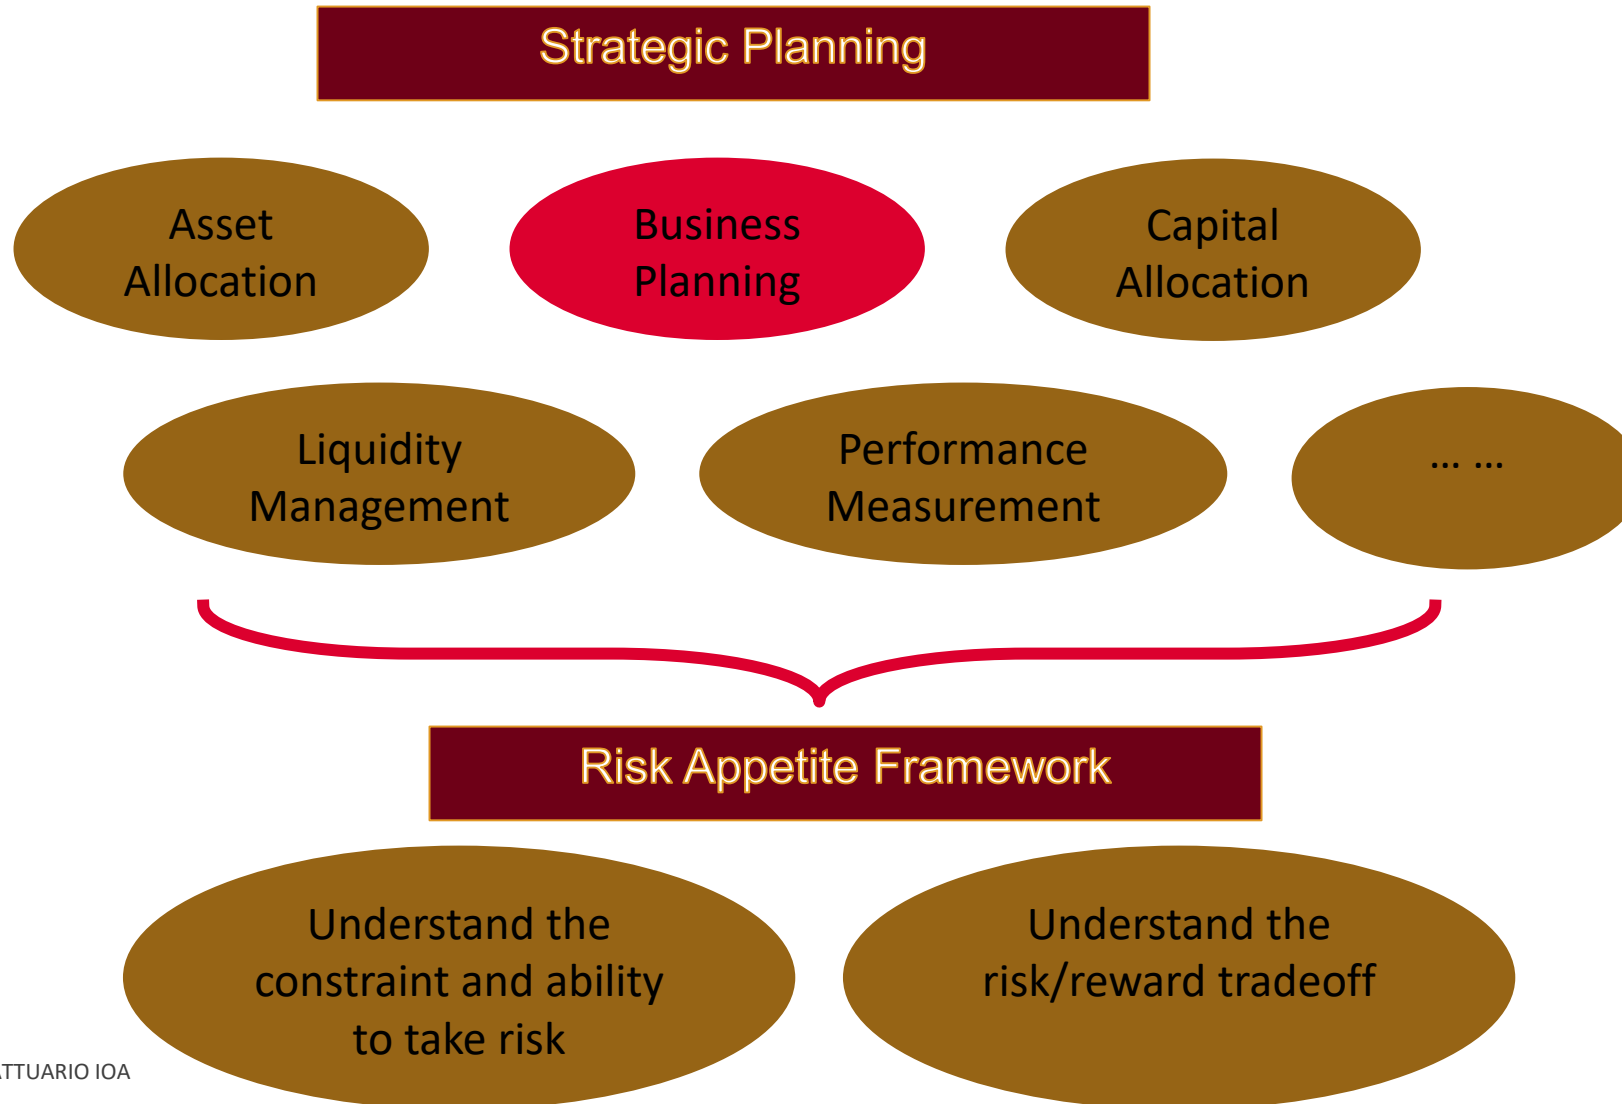 Strategic Planning
Asset
Allocation
Business
Planning
Capital
Allocation
Liquidity
Management
Performance
Measurement
... ...
Risk Appetite Framework
Understand the
constraint and ability
to take risk
Understand the
risk/reward tradeoff
ATTUARIO IOA